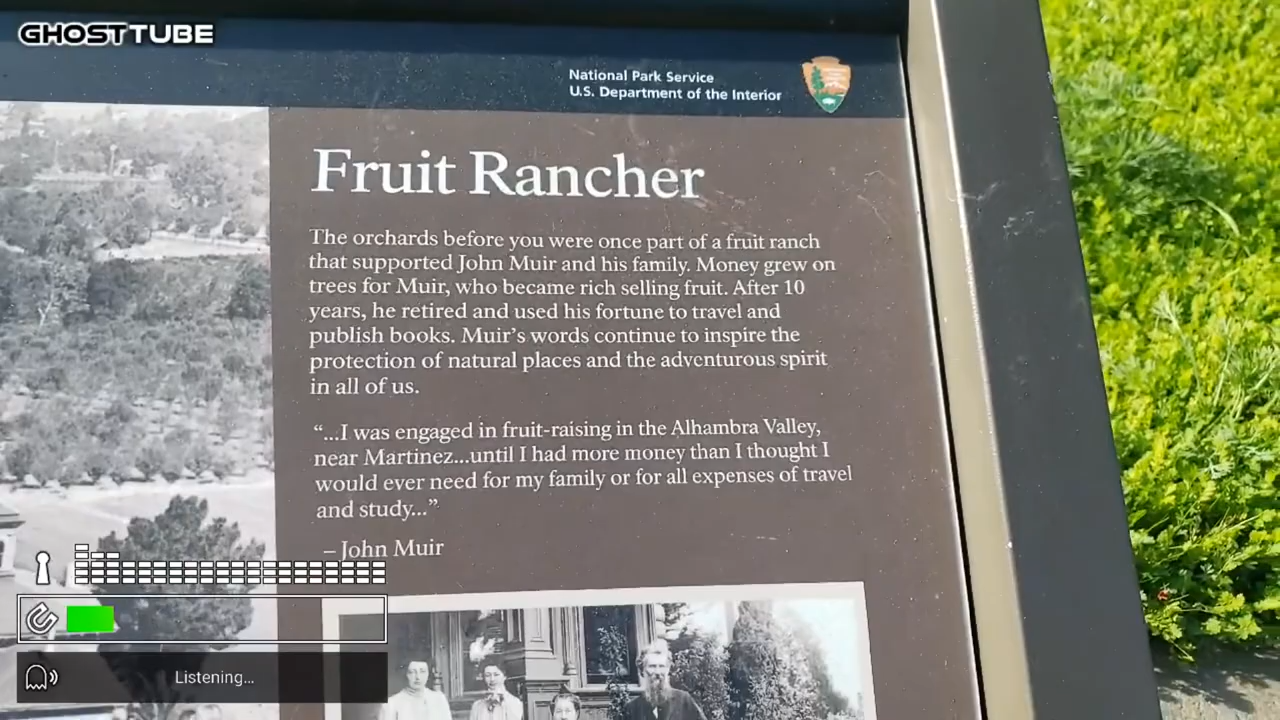 GHOSTTUBE
National Park Service
U.S. Department of the Interior
Fruit Rancher
The orchards before you were once part of a fruit ranch
that supported John Muir and his family. Money grew on
trees for Muir, who became rich selling fruit. After 10
years, he retired and used his fortune to travel and
publish books. Muir's words continue to inspire the
protection of natural places and the adventurous spirit
in all of us.
“...I was engaged in fruit-raising in the Alhambra Valley,
near Martinez...until I had more money than I thought I
would ever need for my family or for all expenses of travel
and study...”
– John Muir
Listening...